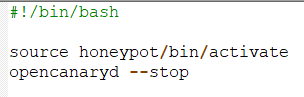 #!/bin/bash
source honeypot/bin/activate
opencanaryd --stop